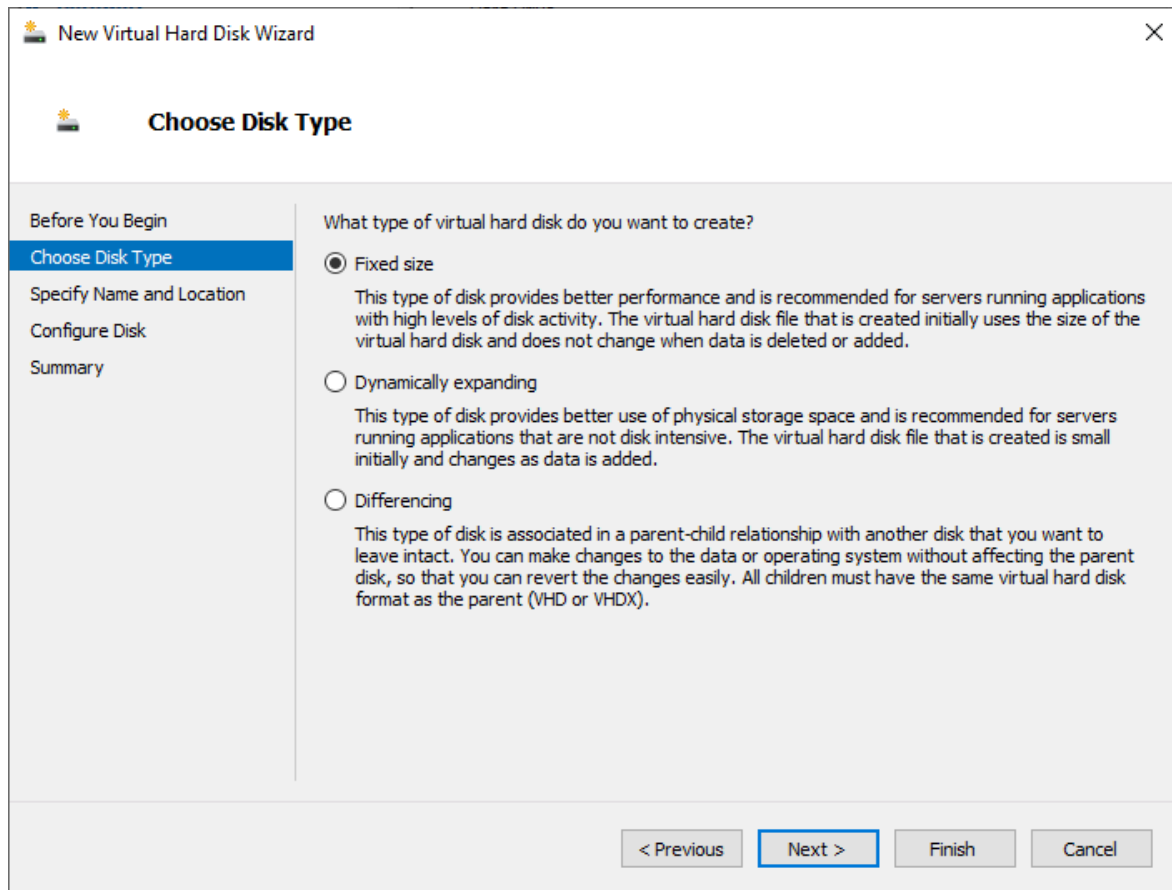 New Virtual Hard Disk Wizard
Choose Disk Type
Before You Begin
Choose Disk Type
Specify Name and Location
Configure Disk
Summary
What type of virtual hard disk do you want to create?
Fixed size
This type of disk provides better performance and is recommended for servers running applications
with high levels of disk activity. The virtual hard disk file that is created initially uses the size of the
virtual hard disk and does not change when data is deleted or added.
Dynamically expanding
This type of disk provides better use of physical storage space and is recommended for servers
running applications that are not disk intensive. The virtual hard disk file that is created is small
initially and changes as data is added.
Differencing
This type of disk is associated in a parent-child relationship with another disk that you want to
leave intact. You can make changes to the data or operating system without affecting the parent
disk, so that you can revert the changes easily. All children must have the same virtual hard disk
format as the parent (VHD or VHDX).
< Previous
Next >
Finish
Cancel